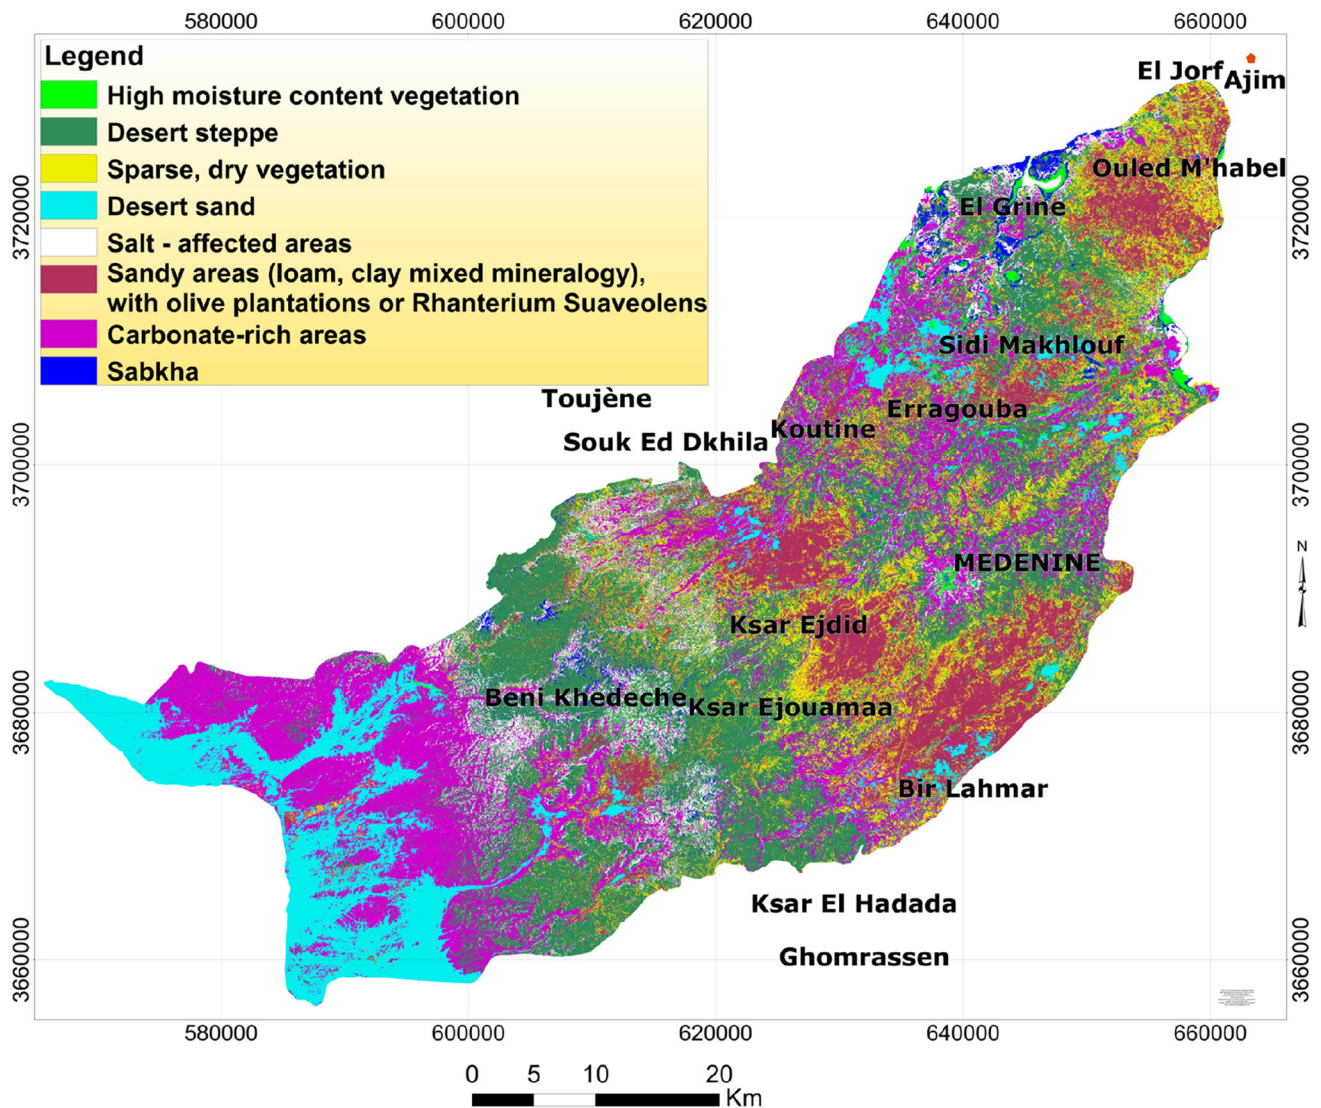 580000 600000 620000 640000 660000
Legend
High moisture content vegetation
Desert steppe
Sparse, dry vegetation
Desert sand
Salt - affected areas
Sandy areas (loam, clay mixed mineralogy),
with olive plantations or Rhanterium Suaveolens
Carbonate-rich areas
Sabkha
El Jorf
Ajim
Ouled M'habel
El Grine
3720000
3720000
Sidi Makhlouf
Toujène
Erragouba
Koutine
Souk Ed Dkhila
3700000
3700000
MEDENINE
N
Ksar Ejdid
Beni Khedeche
Ksar Ejouamaa
3680000
3680000
Bir Lahmar
Ksar El Hadada
Ghomrassen
3660000
3660000
580000 600000 620000 640000 660000
0 5 10 20
Km